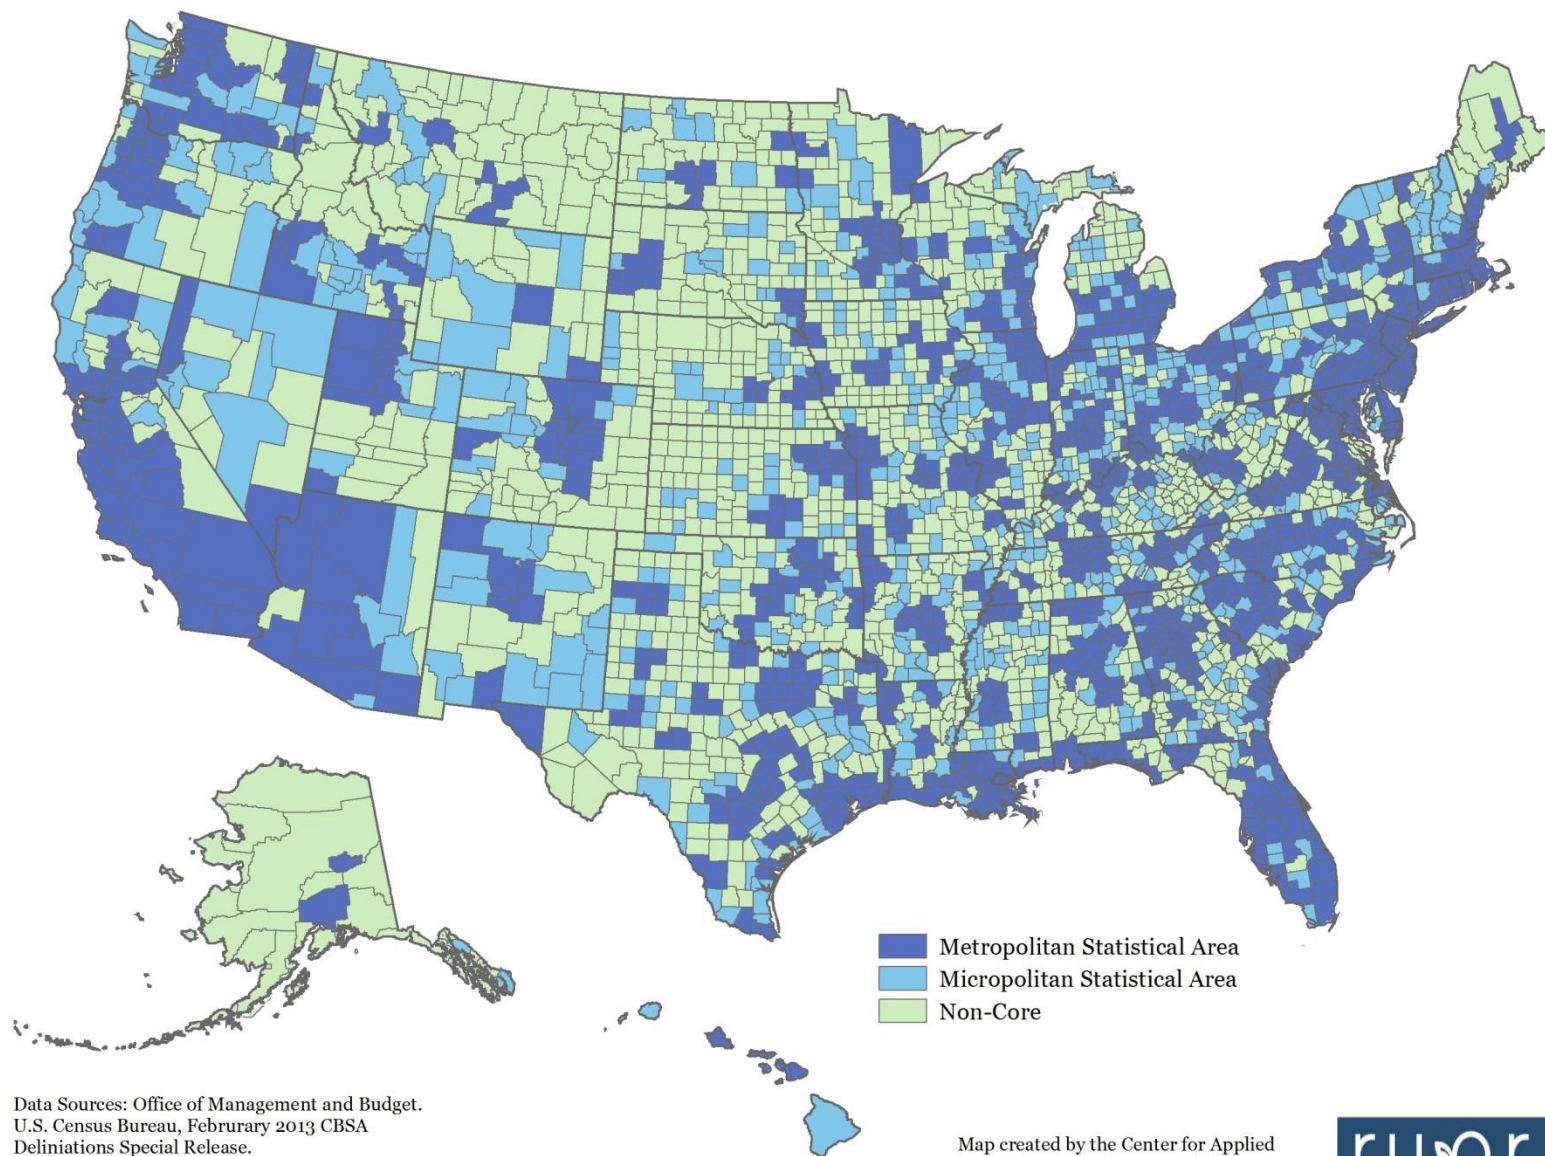 Metropolitan Statistical Area
Micropolitan Statistical Area
Non-Core
Data Sources: Office of Management and Budget.
U.S. Census Bureau, Februrary 2013 CBSA
Deliniations Special Release.
Map created by the Center for Applied